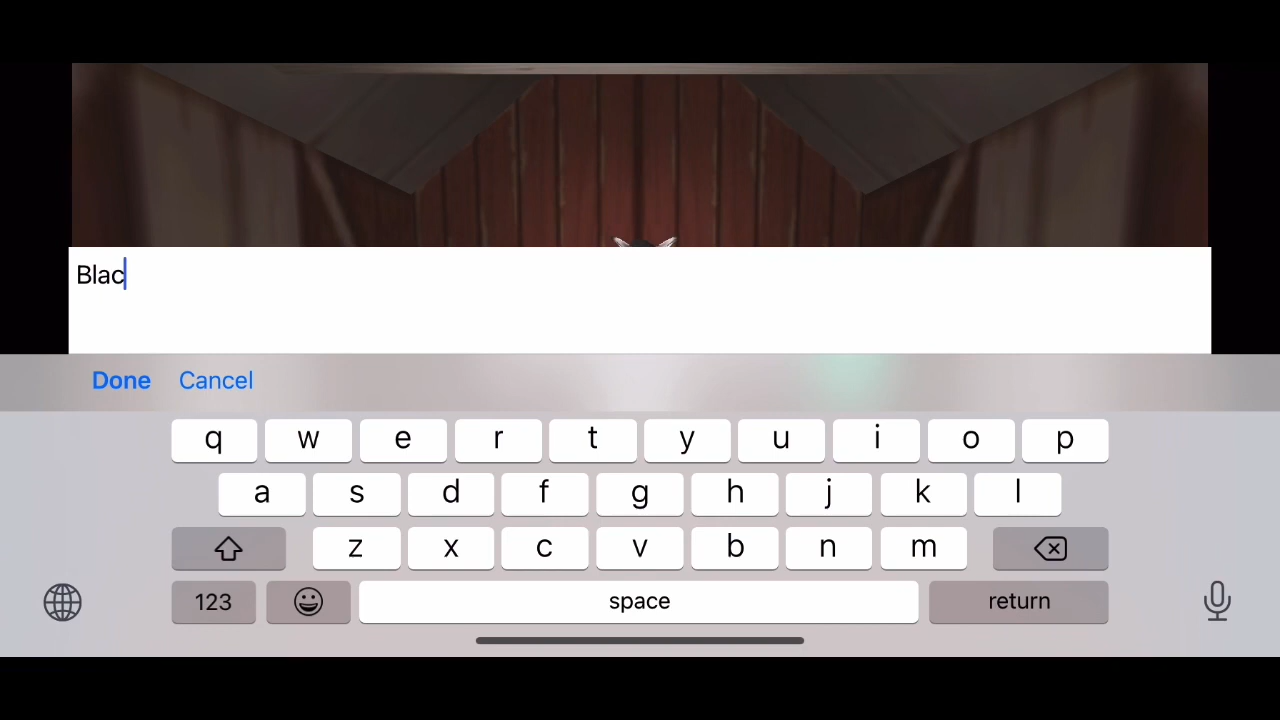 Blac
Done Cancel
q w e r t y u i o p
a s d f g h j k l
z x c v b n m
123 space return